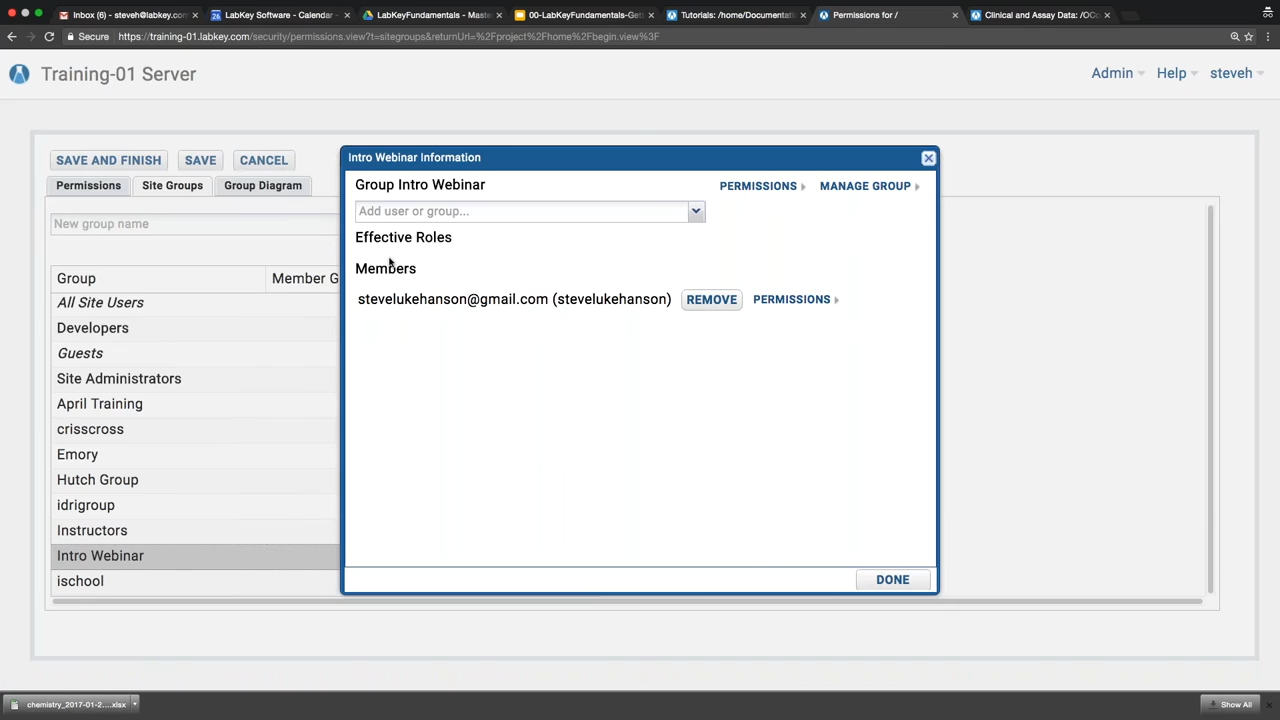 Inbox (6) - steveh@labkey.com
LabKey Software - Calendar
LabKeyFundamentals - Master
00-LabKeyFundamentals-Get
Tutorials: /home/Documentati
Permissions for /
Clinical and Assay Data: /OC
Secure https://training-01.labkey.com/security/permissions.view?t=sitegroups&returnUrl=%2Fproject%2Fhome%2Fbegin.view%3F
Training-01 Server
Admin Help steveh
SAVE AND FINISH SAVE CANCEL
Permissions Site Groups Group Diagram
New group name
Group Member G
All Site Users
Developers
Guests
Site Administrators
April Training
crisscross
Emory
Hutch Group
idrigroup
Instructors
Intro Webinar
ischool
Intro Webinar Information
Group Intro Webinar PERMISSIONS MANAGE GROUP
Add user or group...
Effective Roles
Members
stevelukehanson@gmail.com (stevelukehanson) REMOVE PERMISSIONS
DONE
chemistry_2017-01-2....xlsx
Show All